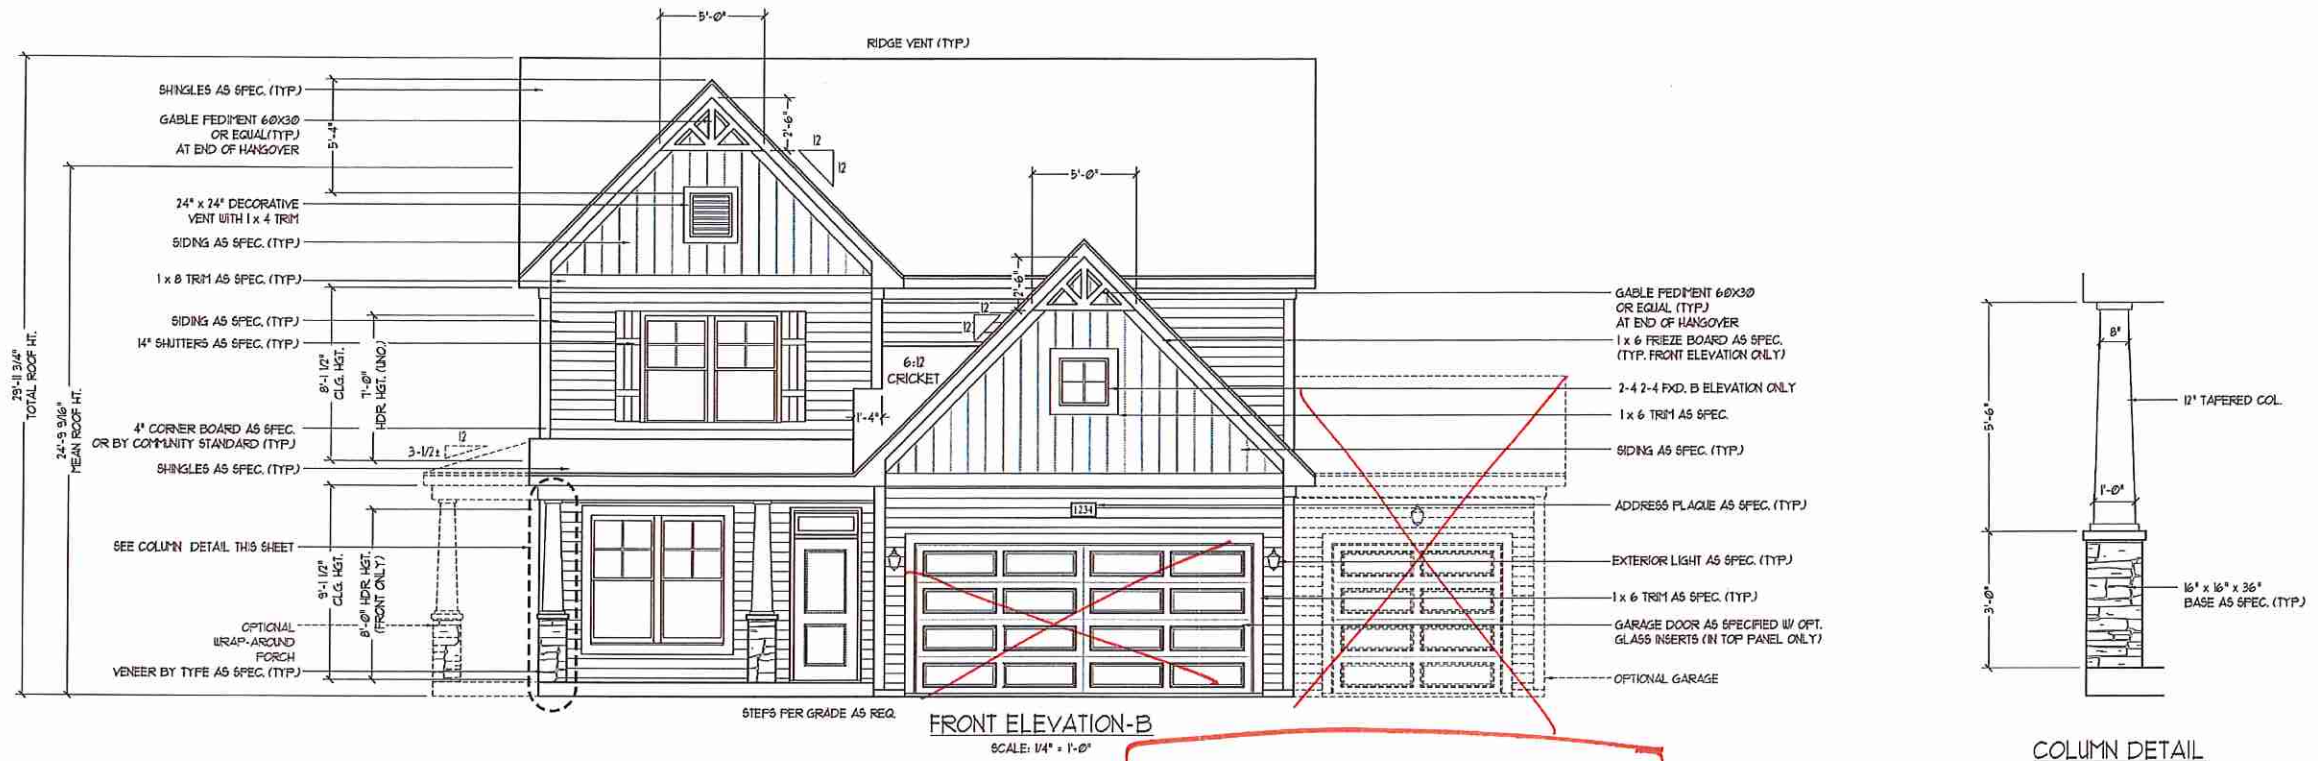 5'-0"
RIDGE VENT (TYP.)
SHINGLES AS SPEC. (TYP.)
GABLE PEDIMENT 60X30
OR EQUAL(TYP.)
AT END OF HANGOVER
5'-4"
2'-6"
12
12
24" x 24" DECORATIVE
VENT WITH 1 x 4 TRIM
SIDING AS SPEC. (TYP.)
1 x 8 TRIM AS SPEC. (TYP.)
SIDING AS SPEC. (TYP.)
14" SHUTTERS AS SPEC. (TYP.)
29'-11 3/4"
TOTAL ROOF HT.
24'-9 9/16"
MEAN ROOF HT.
8'-1 1/2"
CLG. HGT.
7'-0"
HDR. HGT. (UNO.)
4" CORNER BOARD AS SPEC.
OR BY COMMUNITY STANDARD (TYP.)
12
3-1/2±
SHINGLES AS SPEC. (TYP.)
SEE COLUMN DETAIL THIS SHEET
9'-1 1/2"
CLG. HGT.
8'-0" HDR. HGT.
(FRONT ONLY)
OPTIONAL
WRAP-AROUND
PORCH
VENEER BY TYPE AS SPEC. (TYP.)
5'-0"
2'-6"
12
12
6:12
CRICKET
1'-4"
1234
GABLE PEDIMENT 60X30
OR EQUAL (TYP.)
AT END OF HANGOVER
1 x 6 FRIEZE BOARD AS SPEC.
(TYP. FRONT ELEVATION ONLY)
2-4 2-4 FXD. B ELEVATION ONLY
1 x 6 TRIM AS SPEC.
SIDING AS SPEC. (TYP.)
ADDRESS PLAQUE AS SPEC. (TYP.)
EXTERIOR LIGHT AS SPEC. (TYP.)
1 x 6 TRIM AS SPEC. (TYP.)
GARAGE DOOR AS SPECIFIED W/ OPT.
GLASS INSERTS (IN TOP PANEL ONLY)
OPTIONAL GARAGE
STEPS PER GRADE AS REQ.
FRONT ELEVATION-B
SCALE: 1/4" = 1'-0"
8"
5'-6"
12" TAPERED COL.
1'-0"
3'-0"
16" x 16" x 36"
BASE AS SPEC. (TYP.)
COLUMN DETAIL